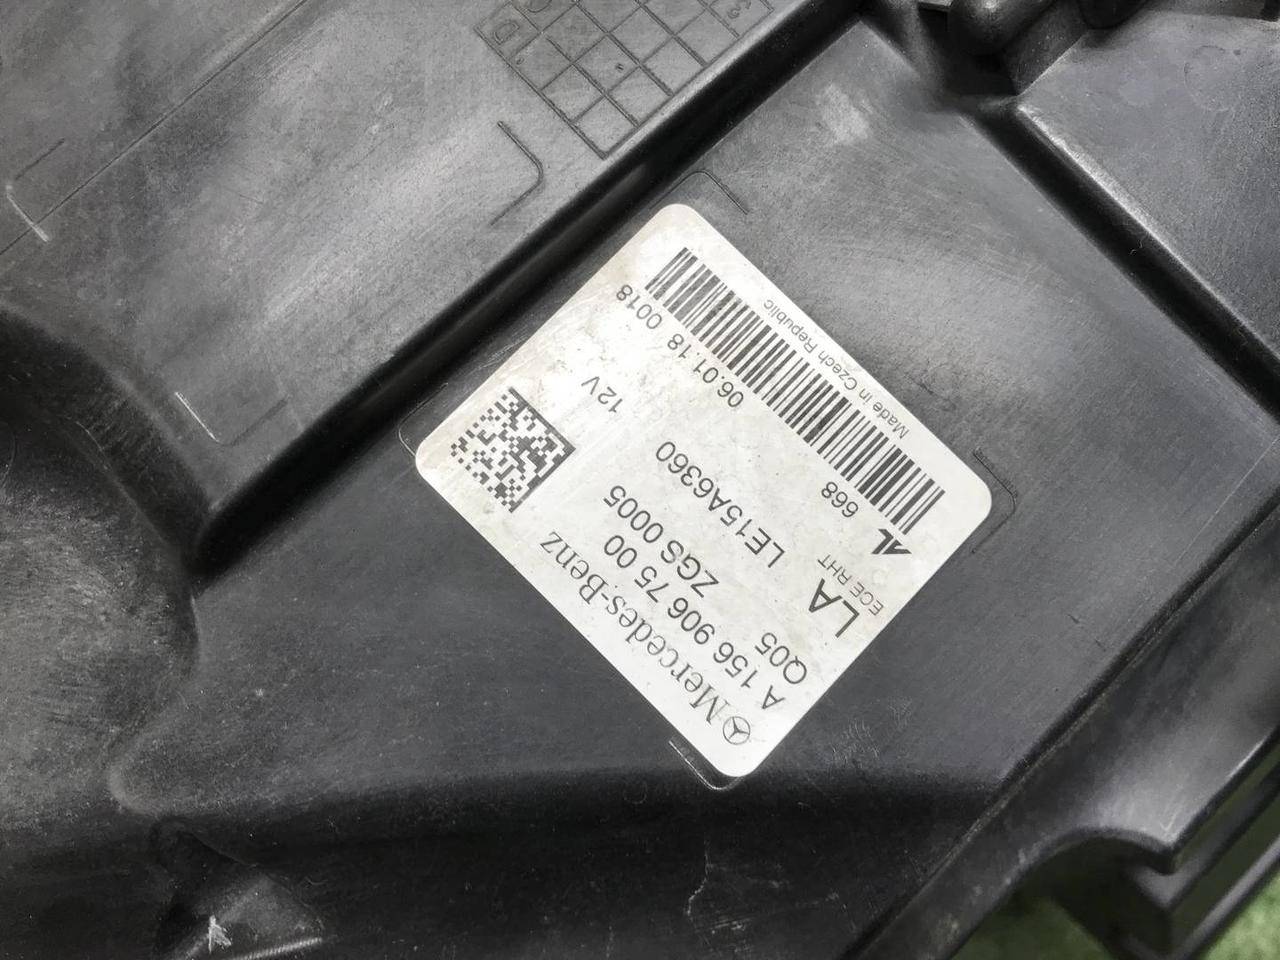 Mercedes-Benz
A 156 906 75 00
Q05 ZGS 0005
LA LE15A6360 12V
ECE RHT
AL 668 06.01.18 0018
Made in Czech Republic
D